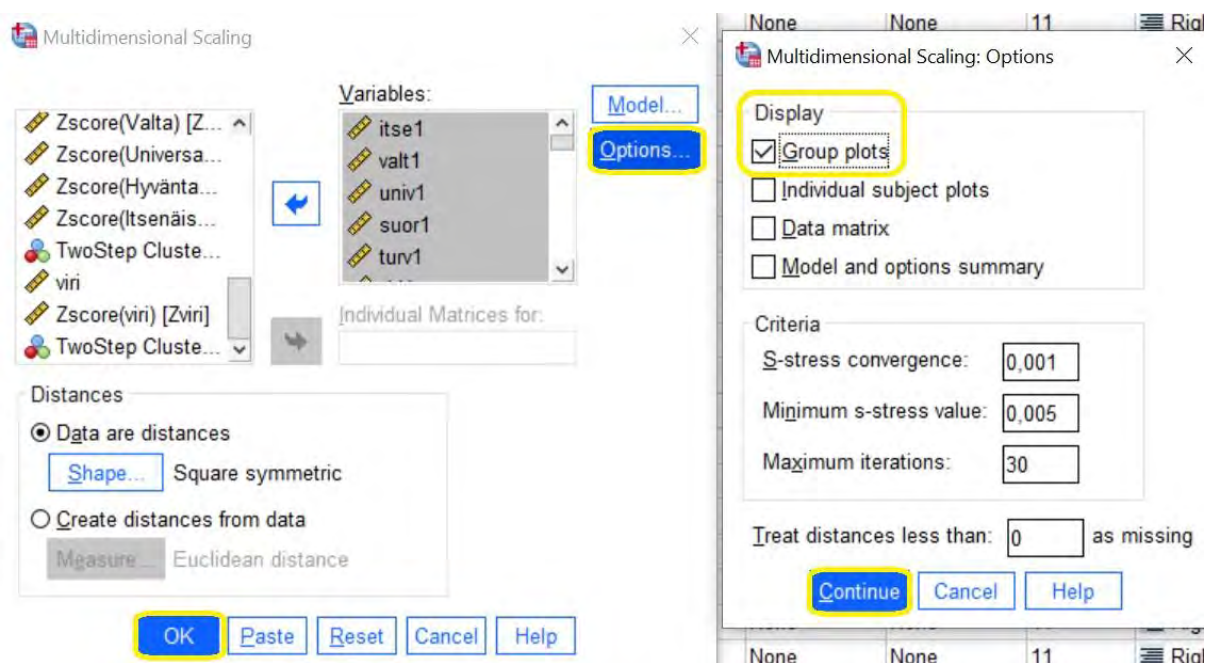 Multidimensional Scaling
Zscore(Valta) [Z...
Zscore(Universa...
Zscore(Hyvänta...
Zscore(Itsenäis...
TwoStep Cluste...
viri
Zscore(viri) [Zviri]
TwoStep Cluste...
Variables:
itse1
valt1
univ1
suor1
turv1
Model...
Options...
Individual Matrices for:
Distances
Data are distances
Shape... Square symmetric
Create distances from data
Measure... Euclidean distance
OK Paste Reset Cancel Help
None None 11 Rig
Multidimensional Scaling: Options
Display
Group plots
Individual subject plots
Data matrix
Model and options summary
Criteria
S-stress convergence: 0,001
Minimum s-stress value: 0,005
Maximum iterations: 30
Treat distances less than: 0 as missing
Continue Cancel Help
None None 11 Rig